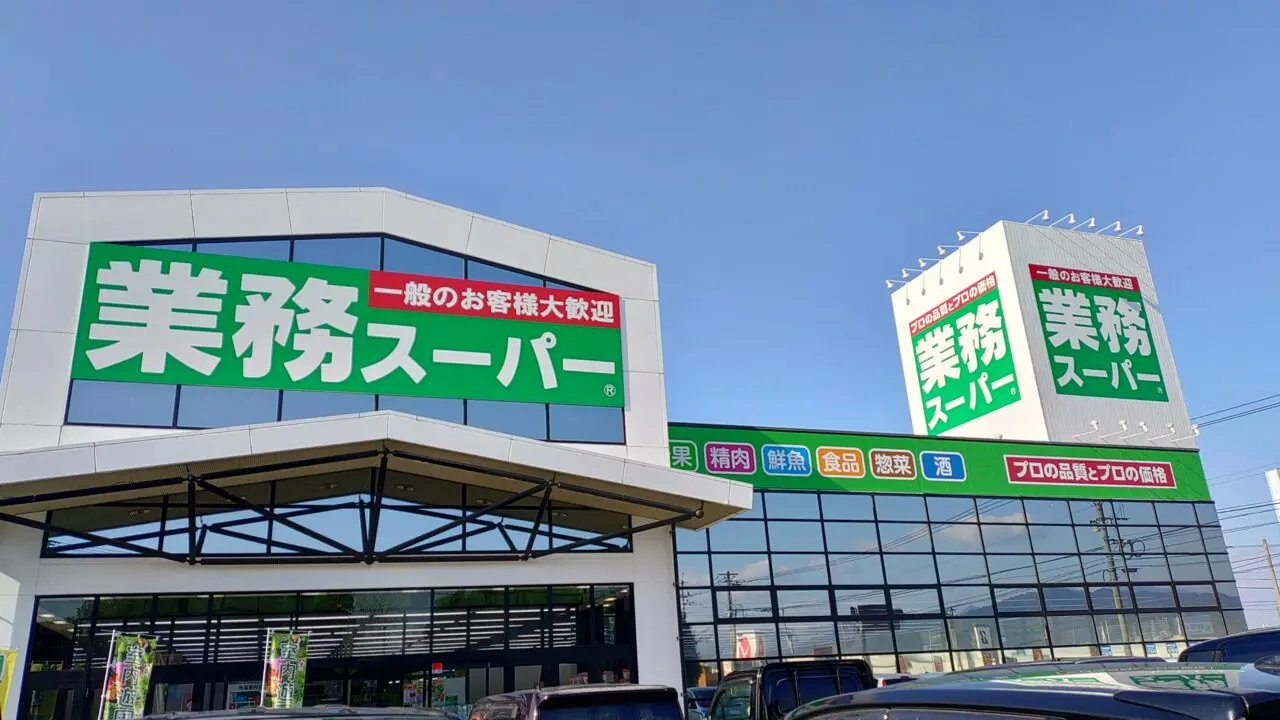 業務スーパー
一般のお客様大歓迎
®
プロの品質とプロの価格
業務
スーパー
一般のお客様大歓迎
業務
スーパー
果
精肉
鮮魚
食品
惣菜
酒
プロの品質とプロの価格